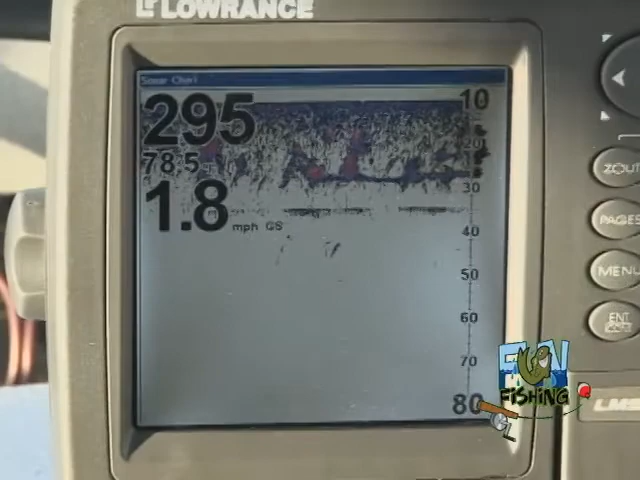 LOWRANCE
Sonar Chart
295
78.5
1.8 mph GS
10
20
30
40
50
60
70
80
ZOUT
PAGES
MENU
ENT
FUN
FISHING
LMS